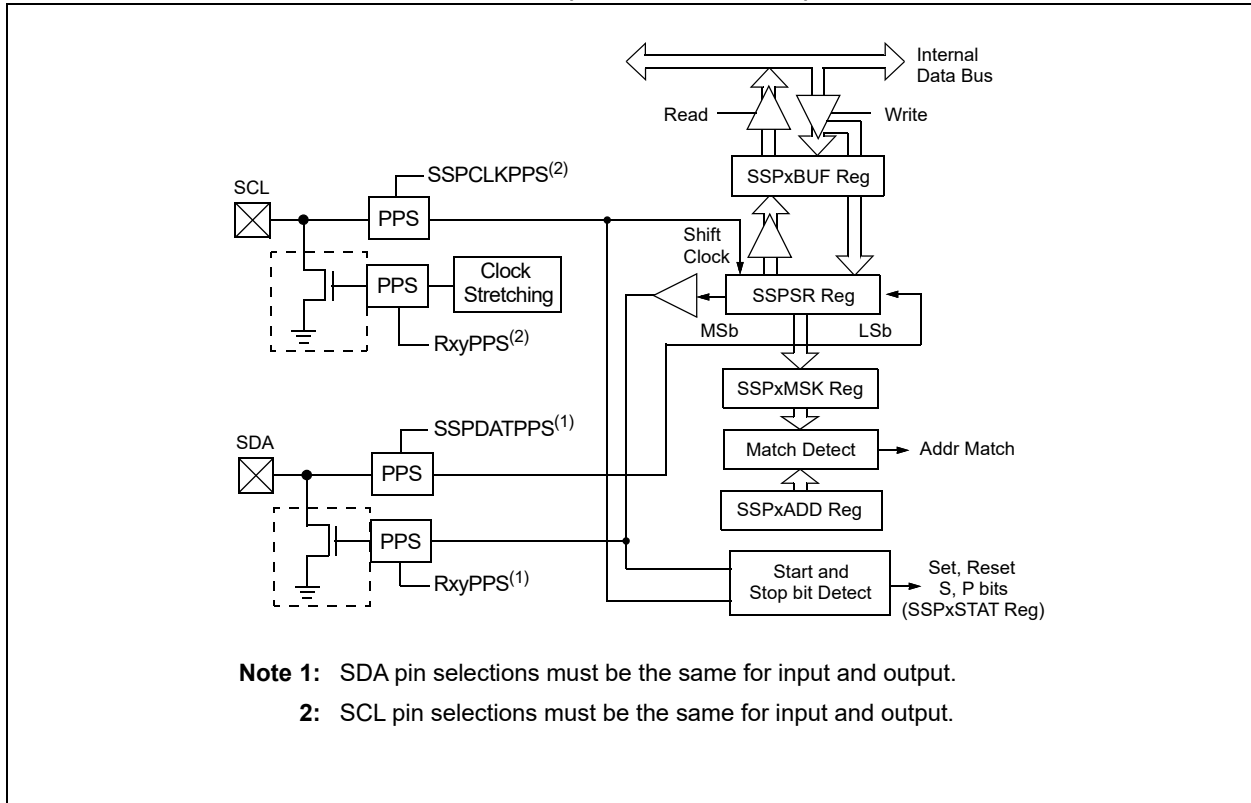 Internal
Data Bus
Read
Write
SSPxBUF Reg
SSPCLKPPS(2)
SCL
PPS
Shift
Clock
PPS
Clock
Stretching
SSPSR Reg
MSb
LSb
RxyPPS(2)
SSPxMSK Reg
SSPDATPPS(1)
SDA
PPS
Match Detect
Addr Match
SSPxADD Reg
PPS
RxyPPS(1)
Start and
Stop bit Detect
Set, Reset
S, P bits
(SSPxSTAT Reg)
Note 1: SDA pin selections must be the same for input and output.
2: SCL pin selections must be the same for input and output.